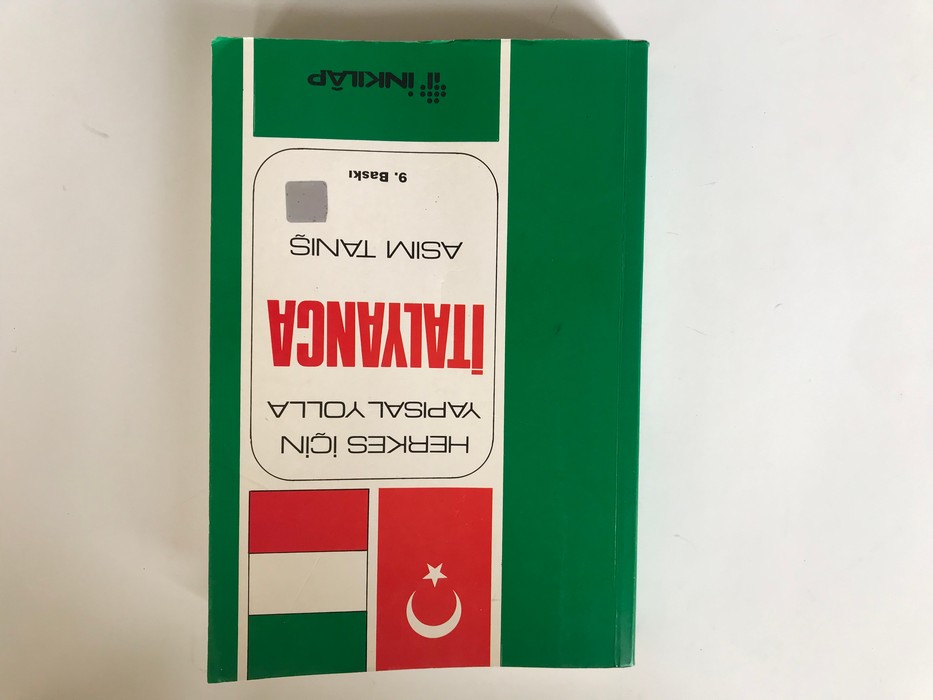 HERKES İÇİN
YAPISAL YOLLA
İTALYANCA
ASIM TANIŞ
9. Baskı
İNKILÂP